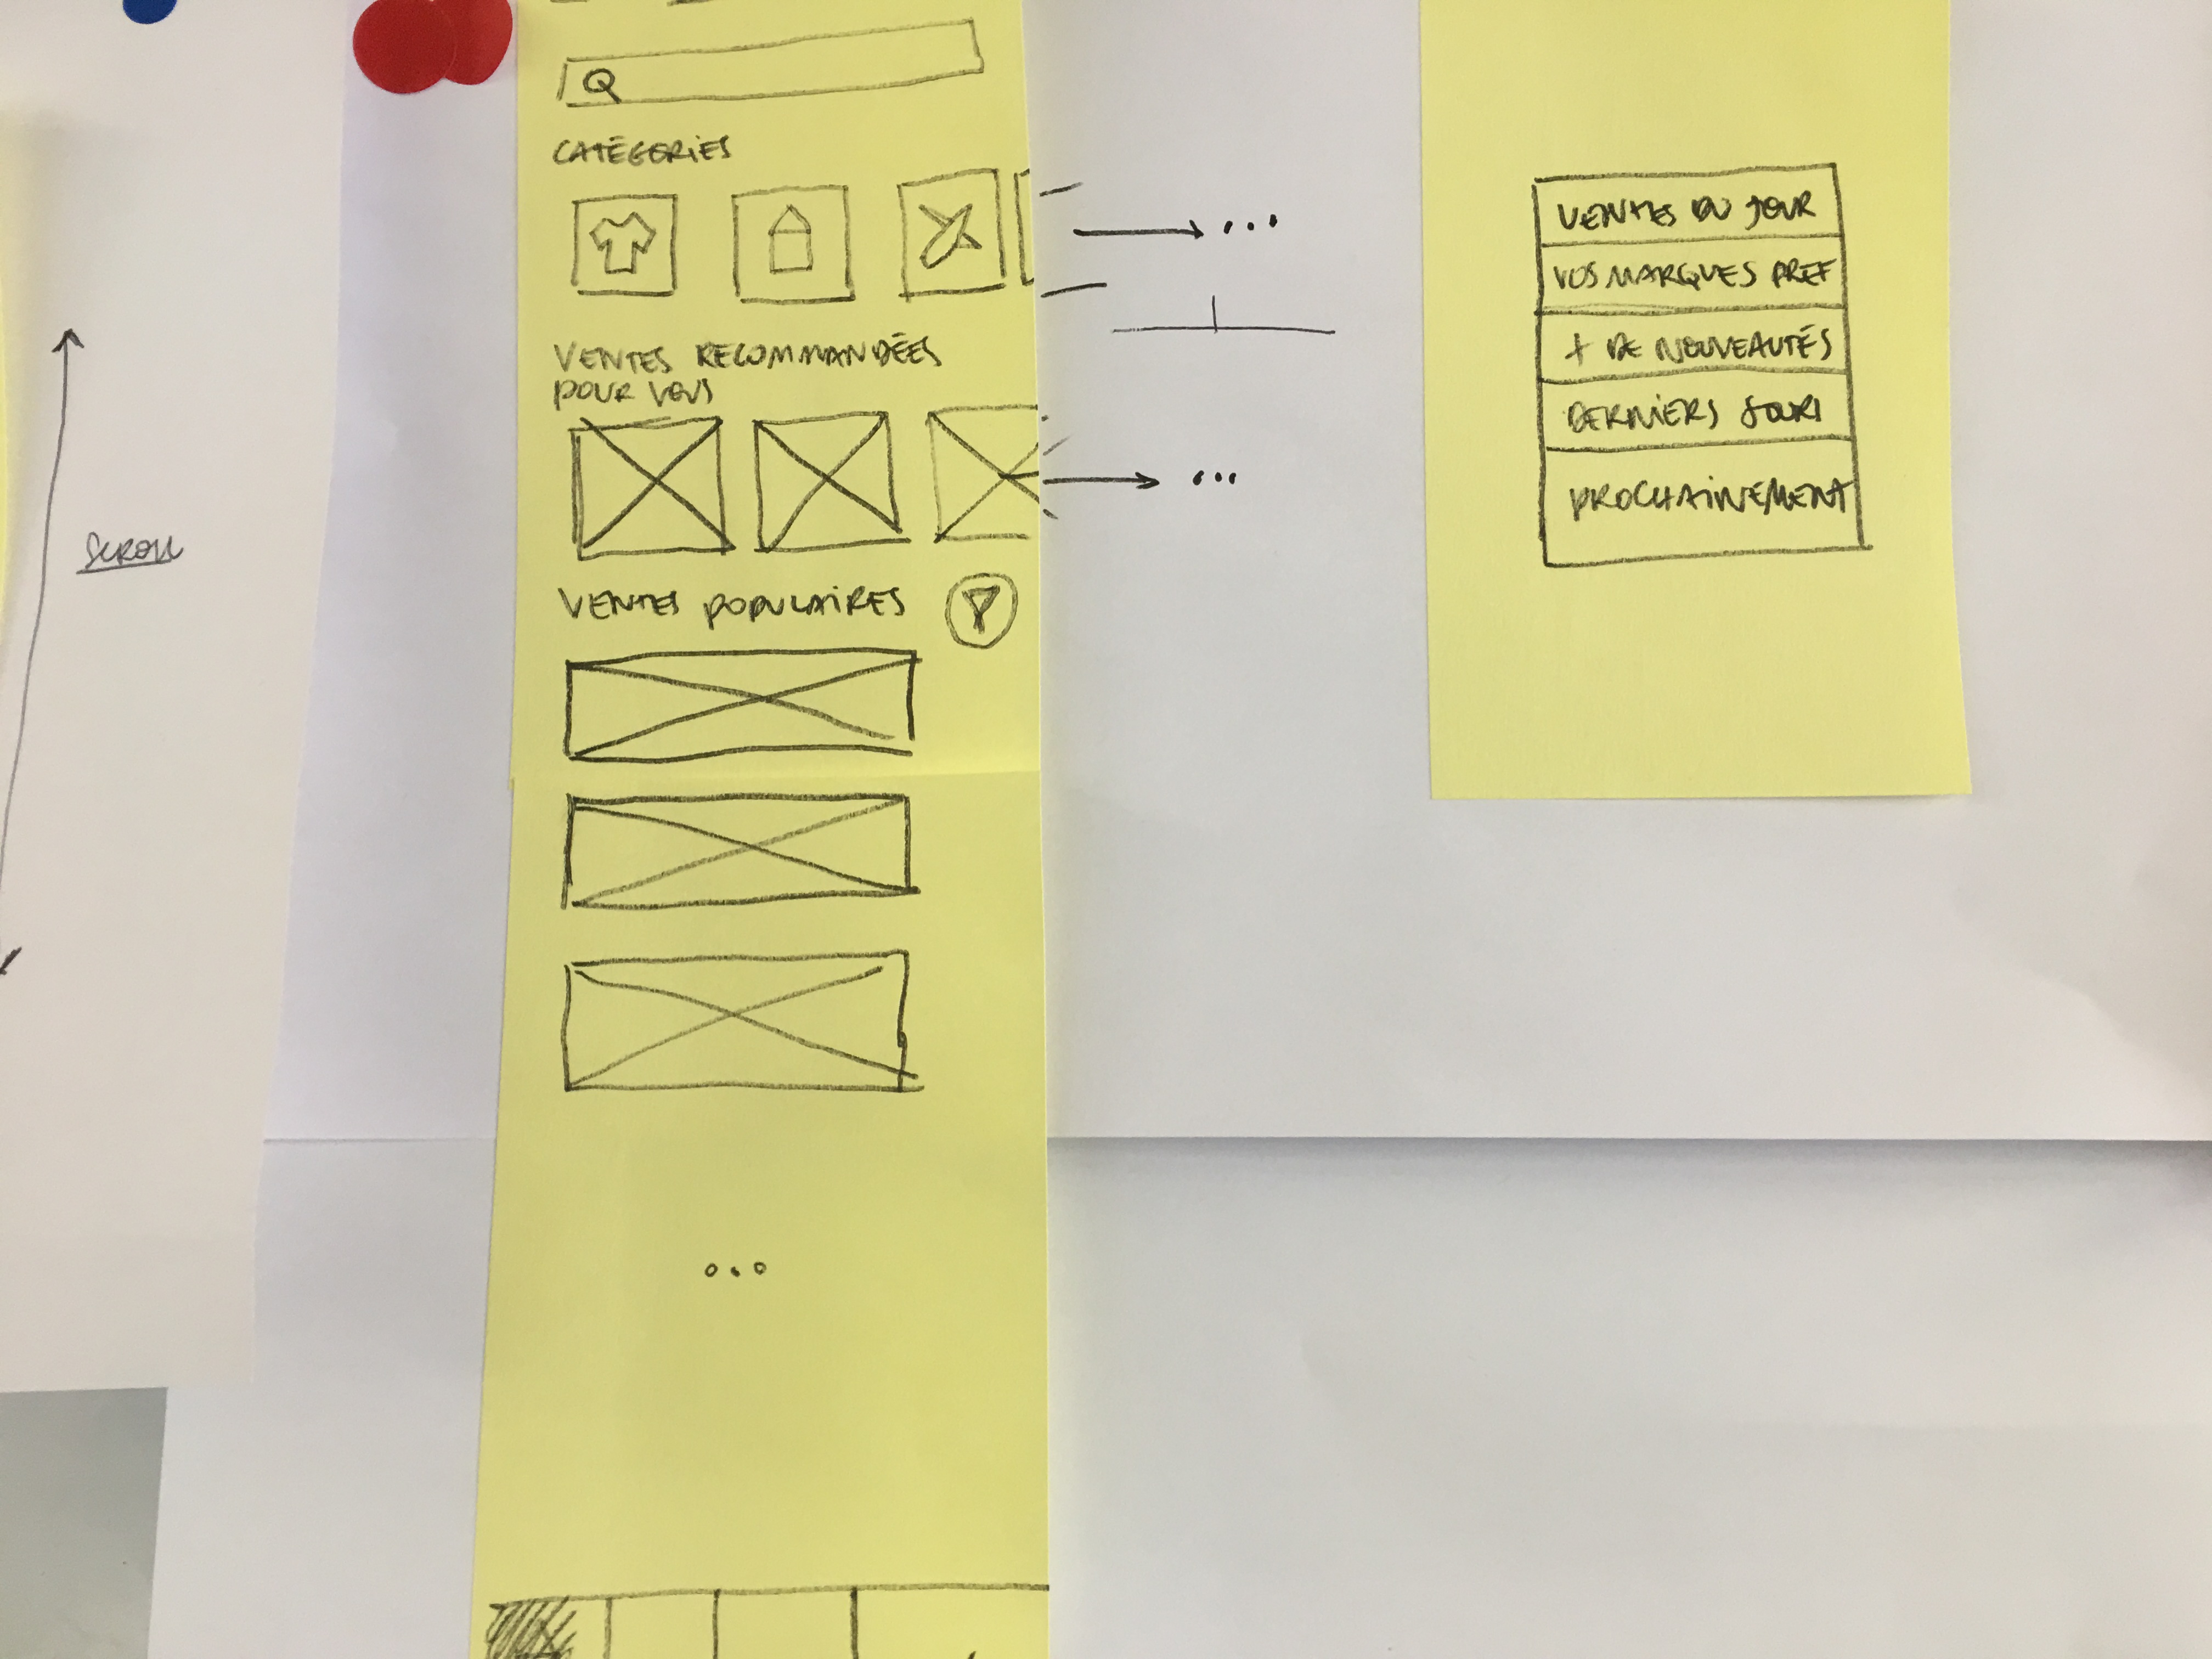 SCROLL
CATÉGORIES
VENTES RECOMMANDÉES
POUR VOUS
VENTES POPULAIRES
...
VENTES DU JOUR
VOS MARQUES PREF
+ DE NOUVEAUTÉS
DERNIERS JOURS
PROCHAINEMENT